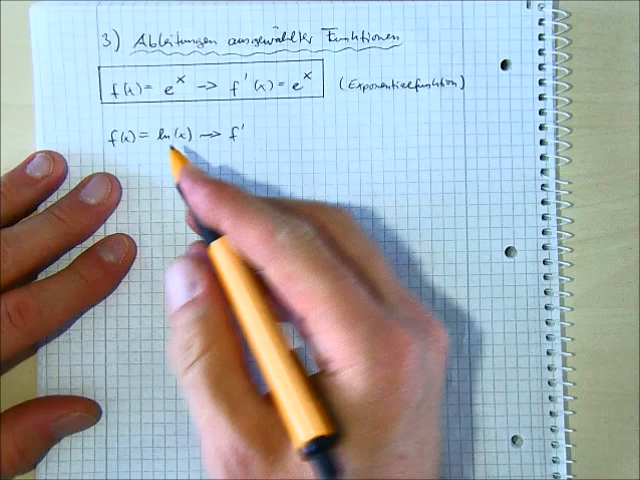 3) Ableitungen ausgewählter Funktionen
f(x) = e^x → f'(x) = e^x (Exponentialfunktion)
f(x) = ln(x) → f'